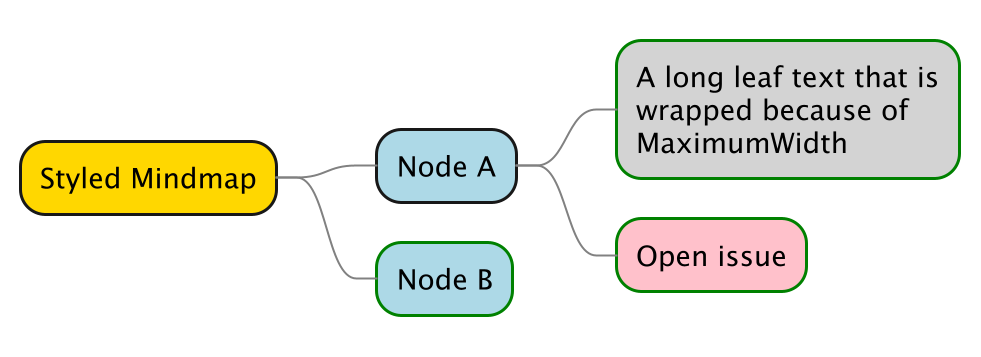 Styled Mindmap
Node A
A long leaf text that is
wrapped because of
MaximumWidth
Open issue
Node B